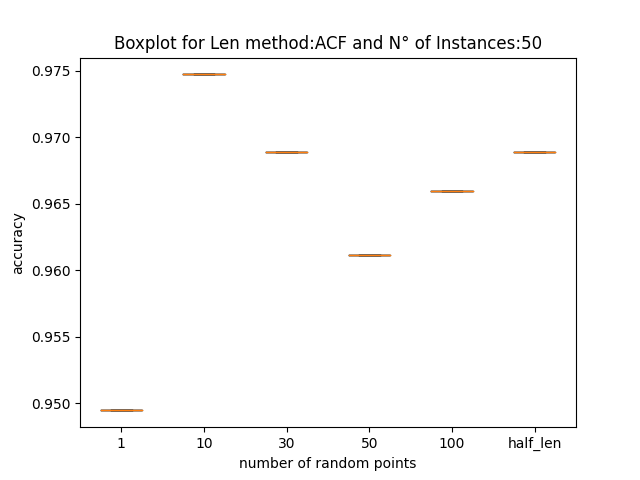 Boxplot for Len method:ACF and N° of Instances:50
0.975
0.970
0.965
0.960
0.955
0.950
accuracy
1 10 30 50 100 half_len
number of random points